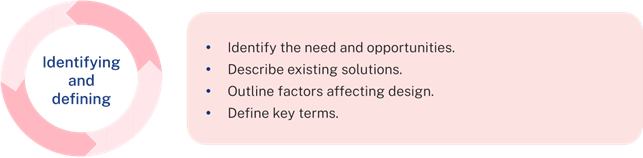 Identifying
and
defining
• Identify the need and opportunities.
• Describe existing solutions.
• Outline factors affecting design.
• Define key terms.